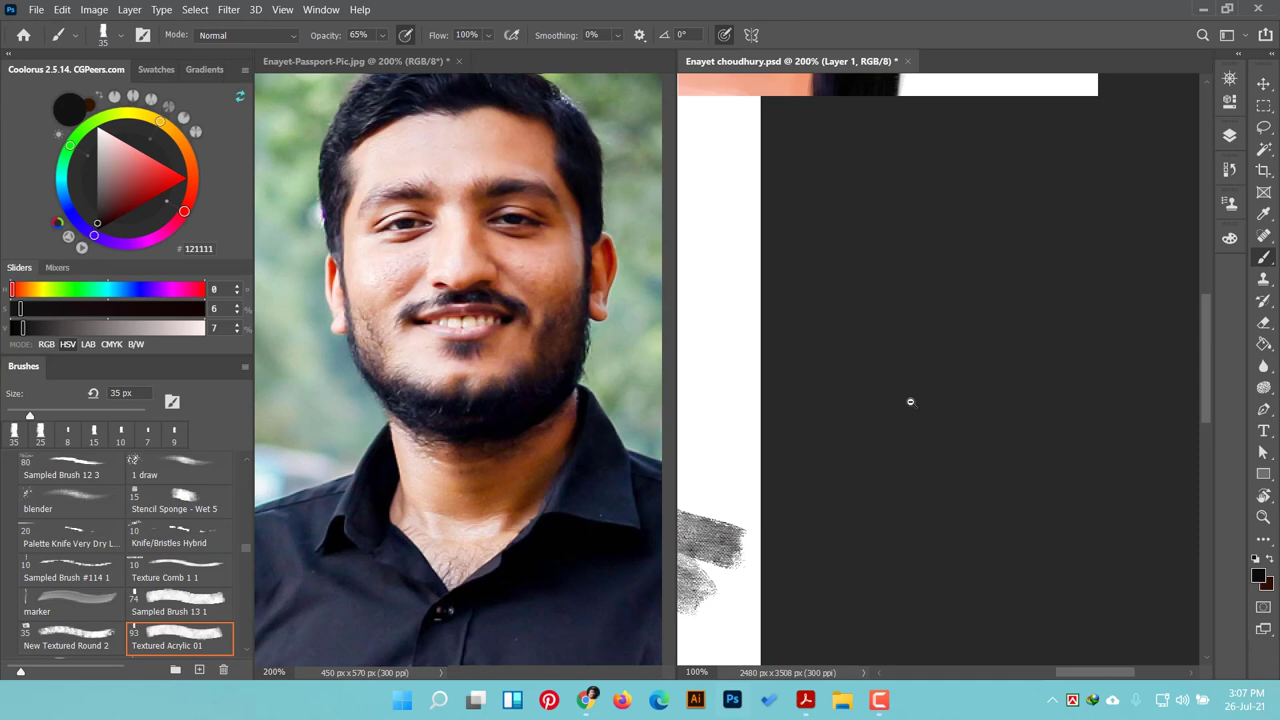 Ps File Edit Image Layer Type Select Filter 3D View Window Help
35 Mode: Normal Opacity: 65% Flow: 100% Smoothing: 0% 0°
Coolorus 2.5.14. CGPeers.com Swatches Gradients
Enayet-Passport-Pic.jpg @ 200% (RGB/8*) *
Enayet choudhury.psd @ 200% (Layer 1, RGB/8) *
# 121111
Sliders Mixers
H 0 °
S 6 %
V 7 %
MODE: RGB HSV LAB CMYK B/W
Brushes
Size: 35 px
35 25 8 15 10 7 9
80
Sampled Brush 12 3 1 draw
15
blender Stencil Sponge - Wet 5
20 10
Palette Knife Very Dry L... Knife/Bristles Hybrid
10 10
Sampled Brush #114 1 Texture Comb 1 1
74
marker Sampled Brush 13 1
35 93
New Textured Round 2 Textured Acrylic 01
200% 450 px x 570 px (300 ppi)
100% 2480 px x 3508 px (300 ppi)
Ai Ps
3:07 PM
26-Jul-21